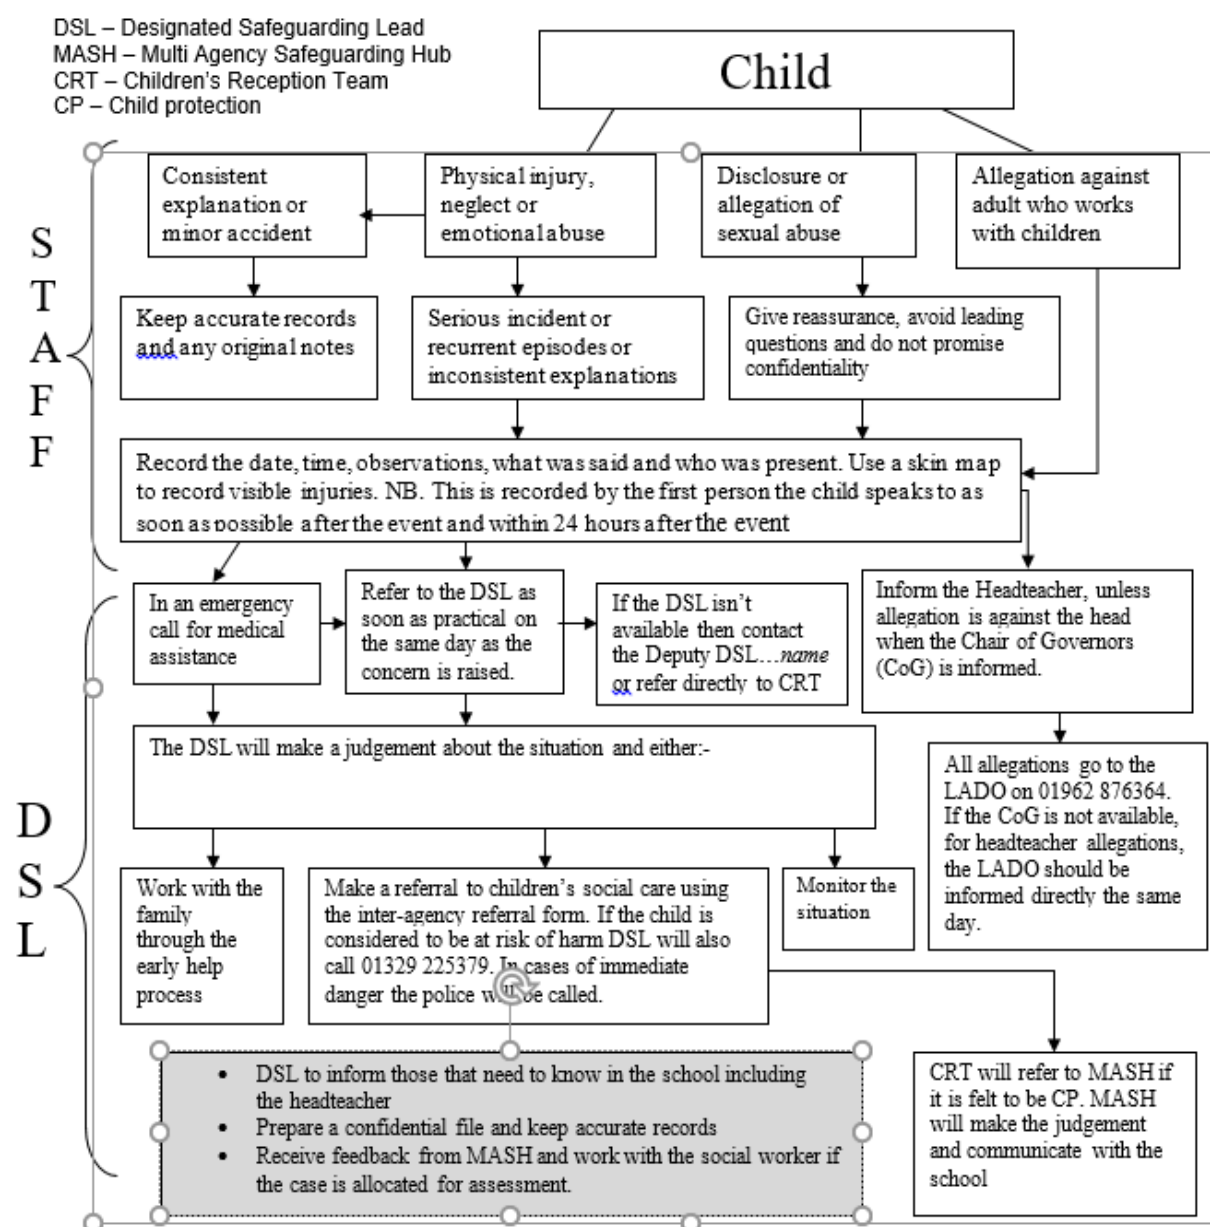 DSL – Designated Safeguarding Lead
MASH – Multi Agency Safeguarding Hub
CRT – Children's Reception Team
CP – Child protection
Child
STAFF
Consistent
explanation or
minor accident
Physical injury,
neglect or
emotional abuse
Disclosure or
allegation of
sexual abuse
Allegation against
adult who works
with children
Keep accurate records
and any original notes
Serious incident or
recurrent episodes or
inconsistent explanations
Give reassurance, avoid leading
questions and do not promise
confidentiality
Record the date, time, observations, what was said and who was present. Use a skin map
to record visible injuries. NB. This is recorded by the first person the child speaks to as
soon as possible after the event and within 24 hours after the event
DSL
In an emergency
call for medical
assistance
Refer to the DSL as
soon as practical on
the same day as the
concern is raised.
If the DSL isn't
available then contact
the Deputy DSL…name
or refer directly to CRT
Inform the Headteacher, unless
allegation is against the head
when the Chair of Governors
(CoG) is informed.
The DSL will make a judgement about the situation and either:-
All allegations go to the
LADO on 01962 876364.
If the CoG is not available,
for headteacher allegations,
the LADO should be
informed directly the same
day.
Work with the
family
through the
early help
process
Make a referral to children's social care using
the inter-agency referral form. If the child is
considered to be at risk of harm DSL will also
call 01329 225379. In cases of immediate
danger the police will be called.
Monitor the
situation
• DSL to inform those that need to know in the school including
the headteacher
• Prepare a confidential file and keep accurate records
• Receive feedback from MASH and work with the social worker if
the case is allocated for assessment.
CRT will refer to MASH if
it is felt to be CP. MASH
will make the judgement
and communicate with the
school